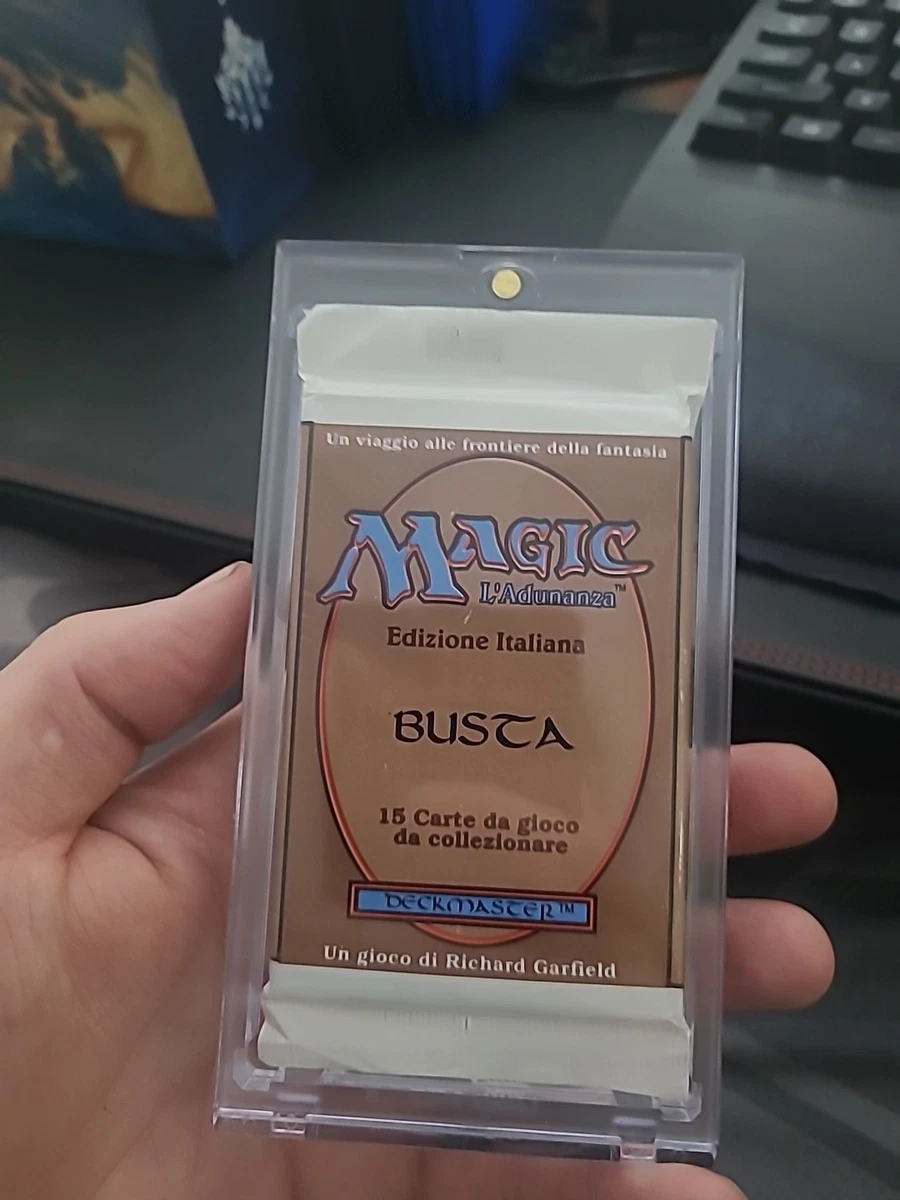 Un viaggio alle frontiere della fantasia
MAGIC
L'Adunanza™
Edizione Italiana
BUSTA
15 Carte da gioco
da collezionare
DECKMASTER™
Un gioco di Richard Garfield